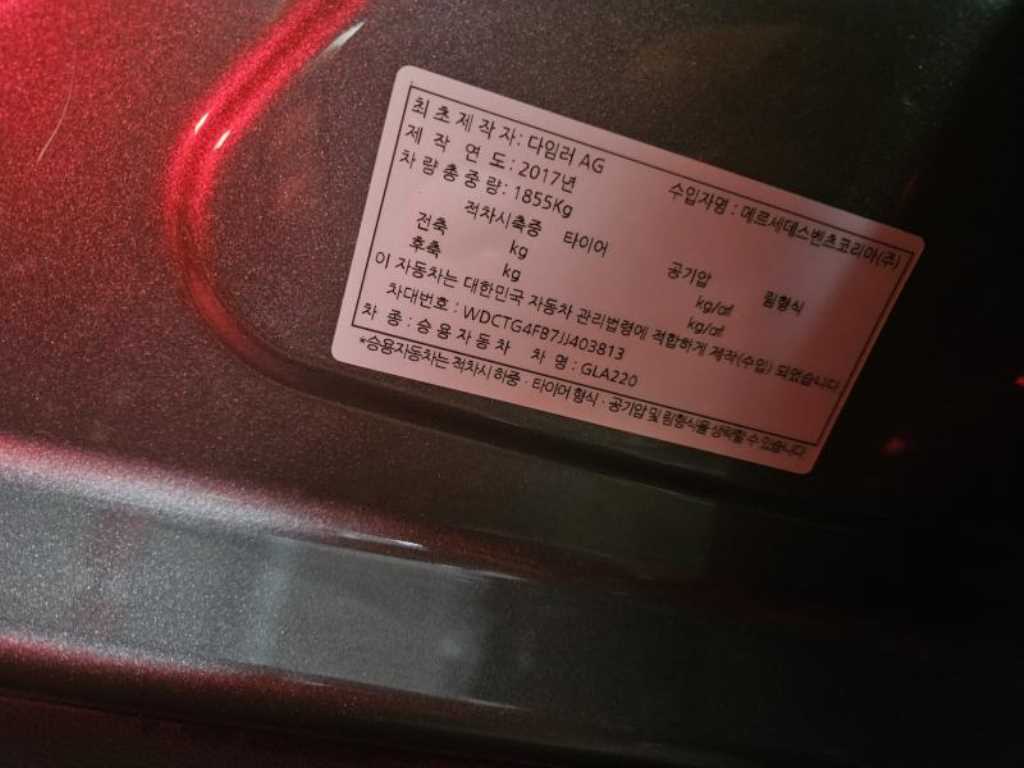 최 초 제 작 자 : 다임러 AG 수입자명 : 메르세데스벤츠코리아(주)
제 작 연 도 : 2017년
차 량 총 중 량 : 1855Kg
적차시축중 타이어 공기압 림형식
전축 kg kg/㎠
후축 kg kg/㎠
이 자동차는 대한민국 자동차 관리법령에 적합하게 제작(수입) 되었습니다
차대번호 : WDCTG4FB7JJ403813
차 종 : 승 용 자 동 차 차 명 : GLA220
*승용자동차는 적차시 하중 · 타이어 형식 · 공기압 및 림형식을 생략할 수 있습니다